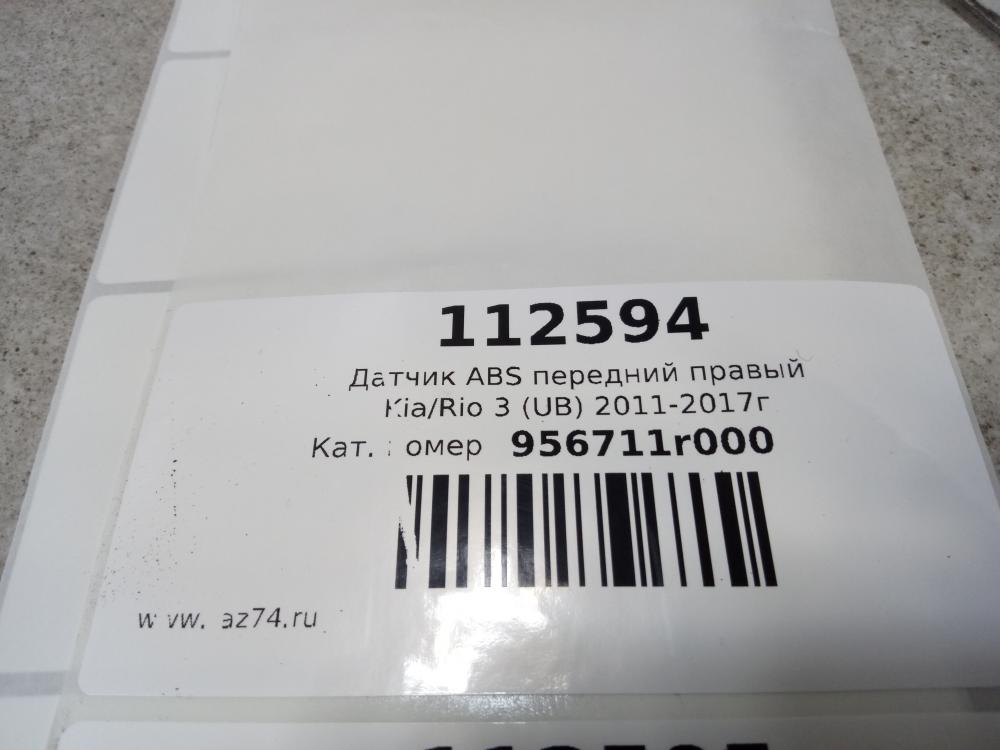 112594
Датчик ABS передний правый
Kia/Rio 3 (UB) 2011-2017г
Кат. номер 956711r000
www.az74.ru